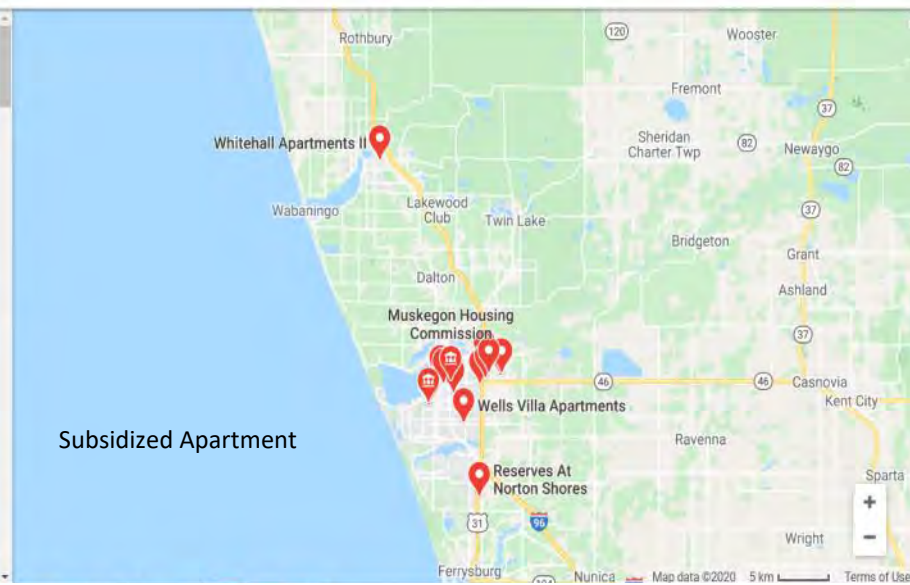 120
Wooster
Rothbury
Fremont
37
Whitehall Apartments II
Sheridan
Charter Twp
82
Newaygo
82
Wabaningo
Lakewood
Club
Twin Lake
37
Bridgeton
Grant
Dalton
Ashland
Muskegon Housing
Commission
37
46
46
Casnovia
Kent City
Wells Villa Apartments
Subsidized Apartment
Ravenna
Reserves At
Norton Shores
Sparta
+
31
96
−
Wright
Ferrysburg
Nunica
Map data ©2020
5 km
Terms of Use